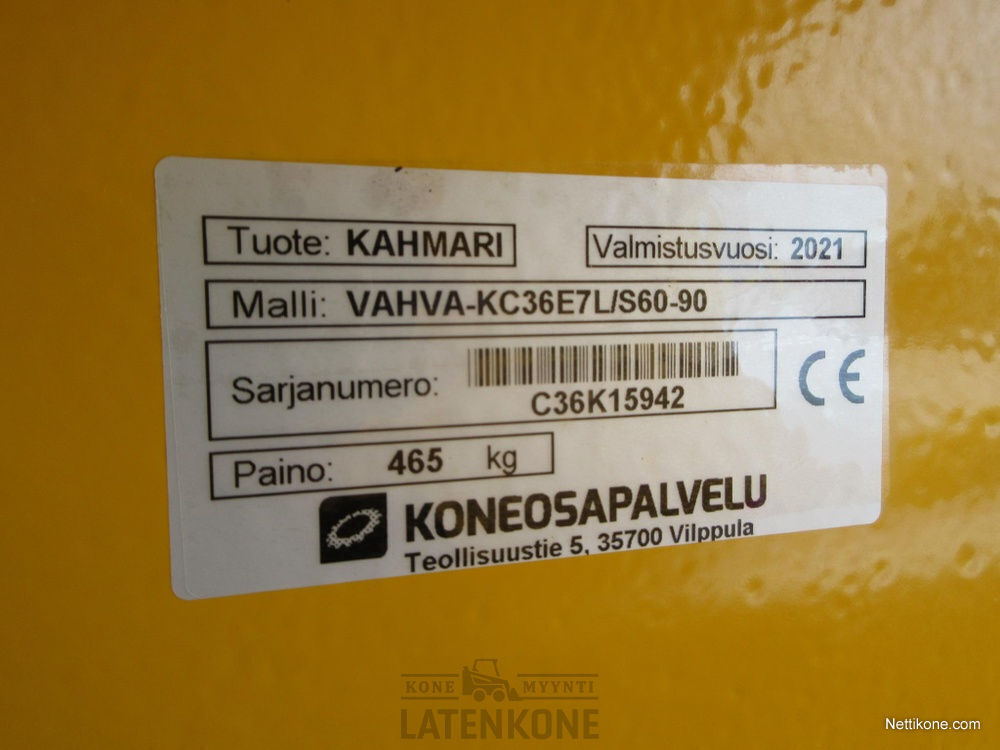 Tuote: KAHMARI
Valmistusvuosi: 2021
Malli: VAHVA-KC36E7L/S60-90
Sarjanumero:
C36K15942
CE
Paino: 465 kg
KONEOSAPALVELU
Teollisuustie 5, 35700 Vilppula
KONE MYYNTI
LATENKONE
Nettikone.com